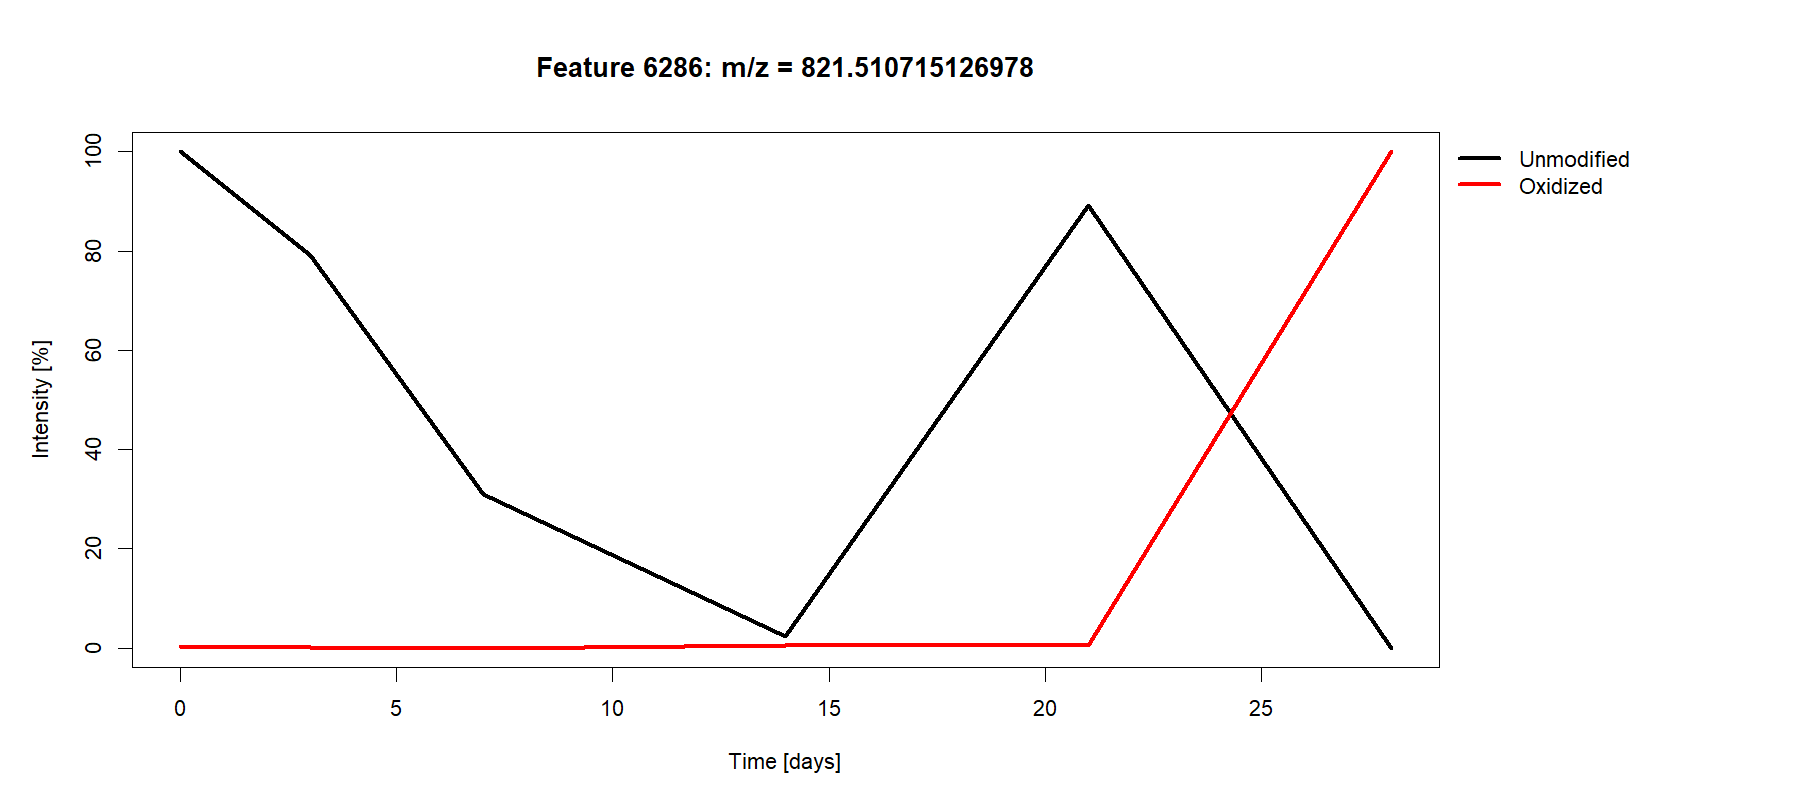 Feature 6286: m/z = 821.510715126978
Unmodified
Oxidized
Intensity [%]
100
80
60
40
20
0
0 5 10 15 20 25
Time [days]